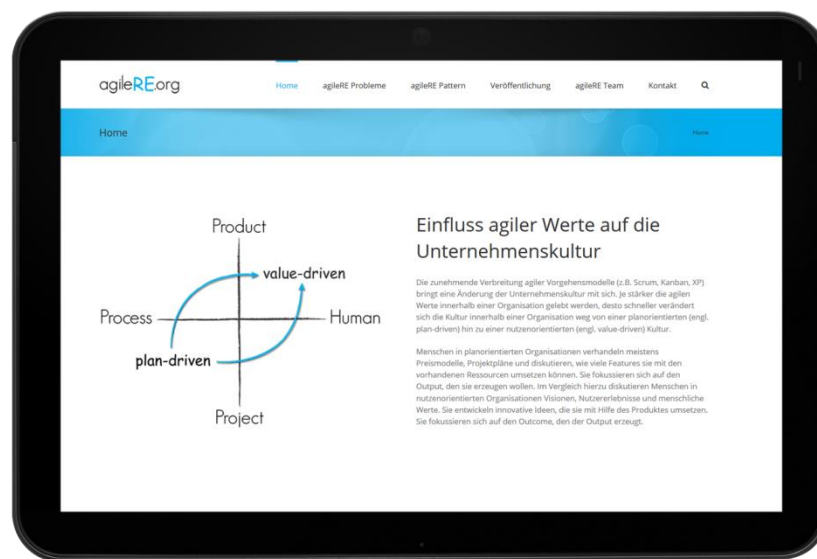 agileRE.org
Home
agileRE Probleme
agileRE Pattern
Veröffentlichung
agileRE Team
Kontakt
Home
Home
Product
value-driven
Process
Human
plan-driven
Project
Einfluss agiler Werte auf die
Unternehmenskultur
Die zunehmende Verbreitung agiler Vorgehensmodelle (z.B. Scrum, Kanban, XP)
bringt eine Änderung der Unternehmenskultur mit sich. Je stärker die agilen
Werte innerhalb einer Organisation gelebt werden, desto schneller verändert
sich die Kultur innerhalb einer Organisation weg von einer planorientierten (engl.
plan-driven) hin zu einer nutzenorientierten (engl. value-driven) Kultur.
Menschen in planorientierten Organisationen verhandeln meistens
Preismodelle, Projektpläne und diskutieren, wie viele Features sie mit den
vorhandenen Ressourcen umsetzen können. Sie fokussieren sich auf den
Output, den sie erzeugen wollen. Im Vergleich hierzu diskutieren Menschen in
nutzenorientierten Organisationen Visionen, Nutzererlebnisse und menschliche
Werte. Sie entwickeln innovative Ideen, die sie mit Hilfe des Produktes umsetzen.
Sie fokussieren sich auf den Outcome, den der Output erzeugt.